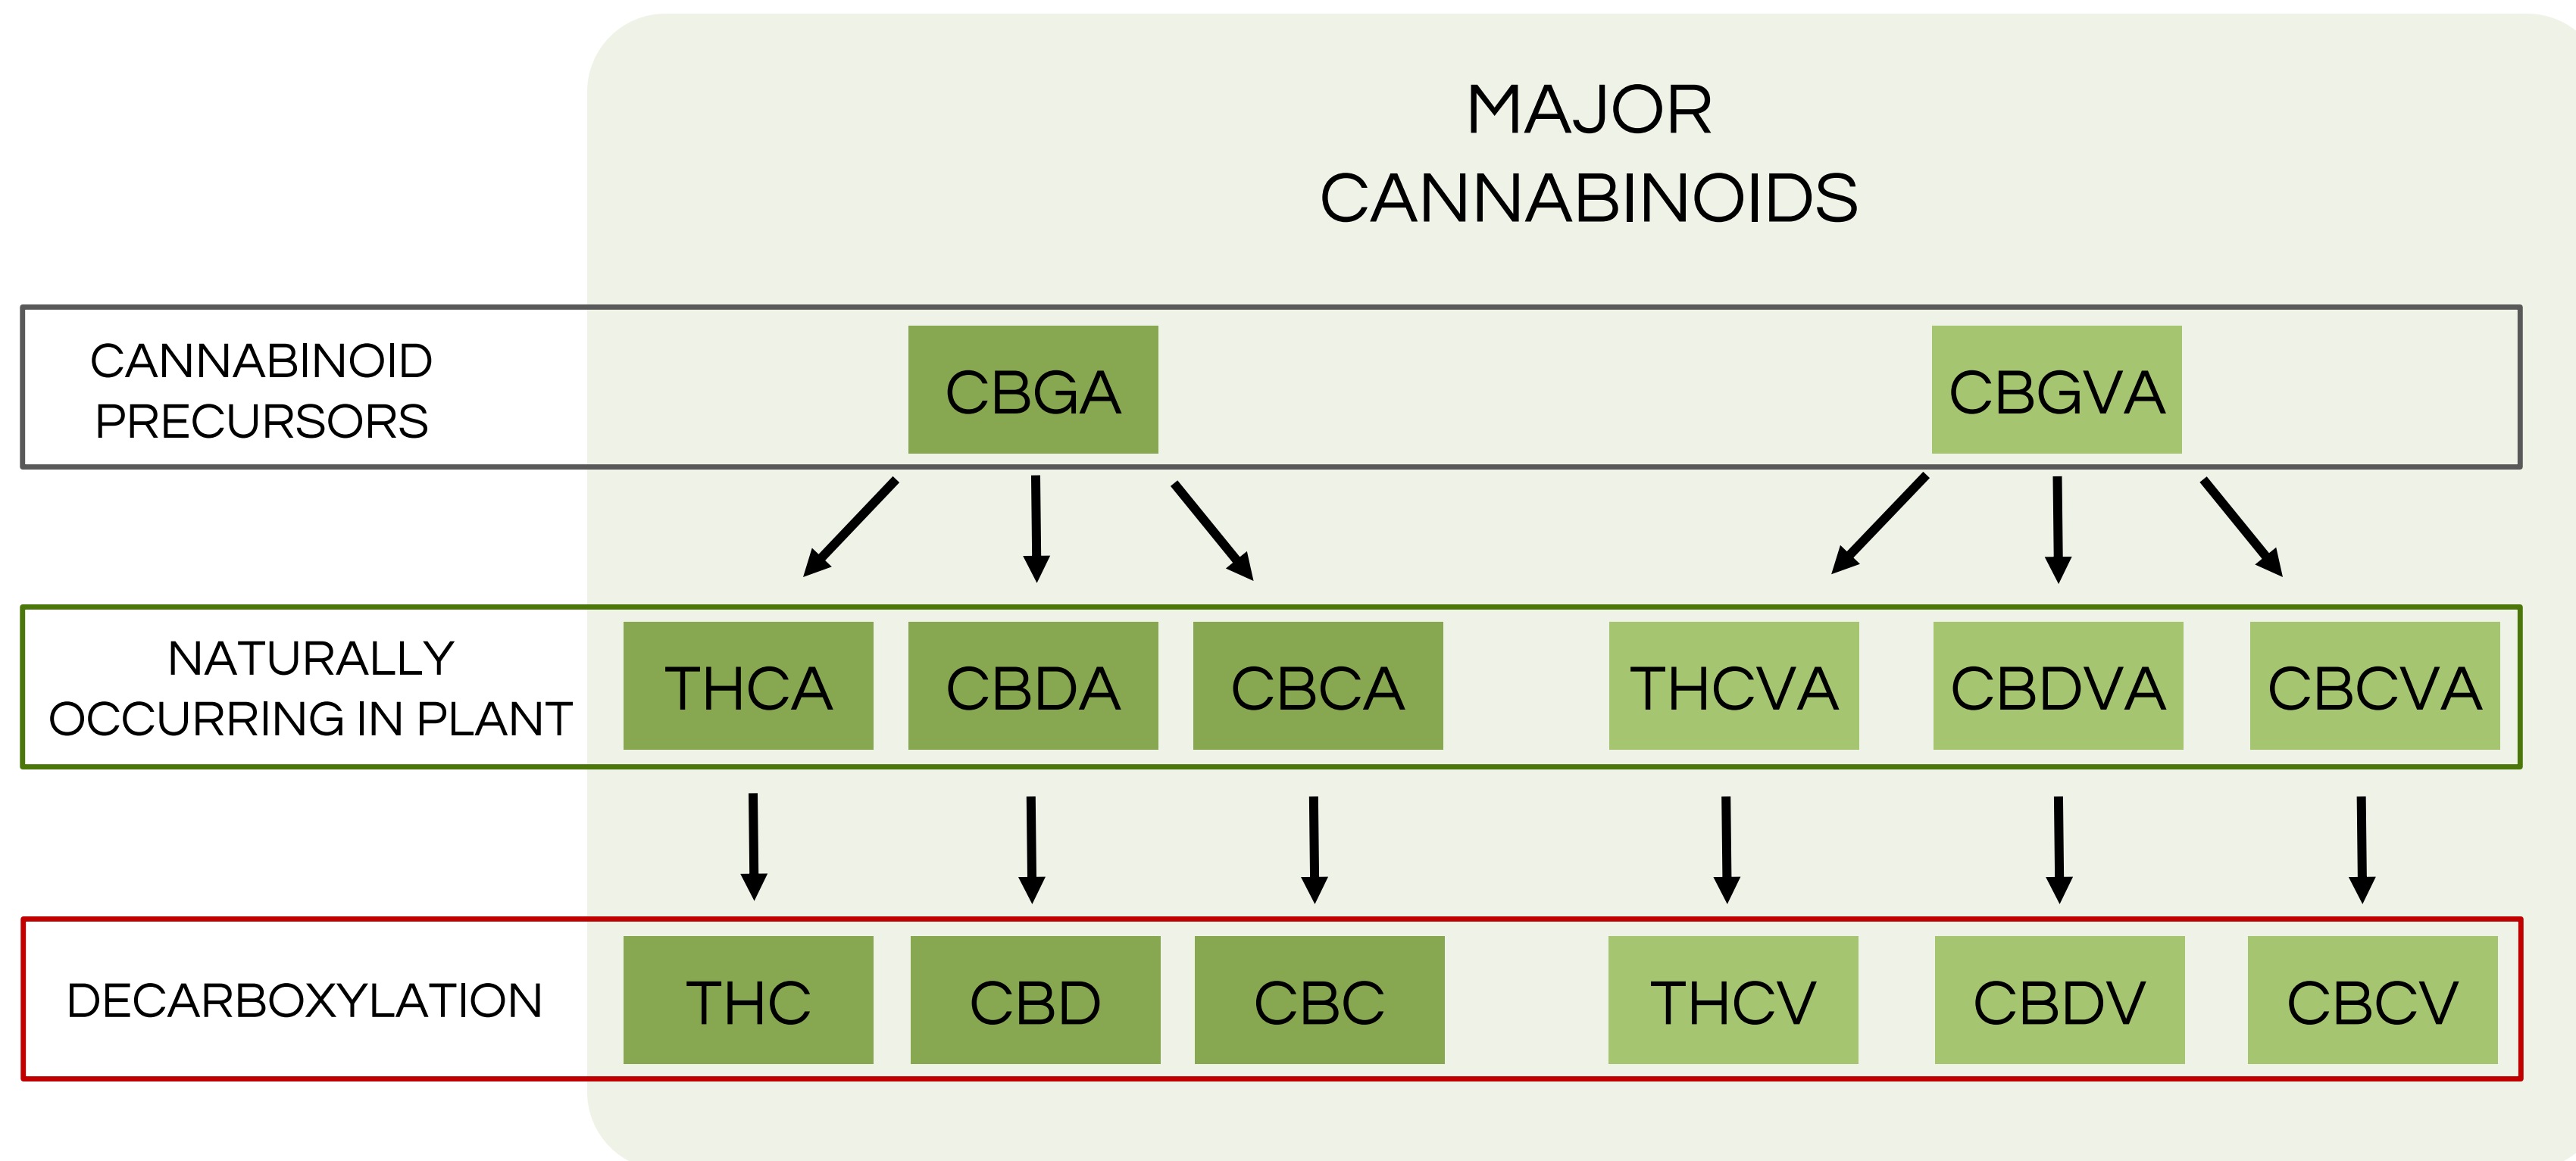 MAJOR
CANNABINOIDS
CANNABINOID
PRECURSORS
CBGA
CBGVA
NATURALLY
OCCURRING IN PLANT
THCA
CBDA
CBCA
THCVA
CBDVA
CBCVA
DECARBOXYLATION
THC
CBD
CBC
THCV
CBDV
CBCV